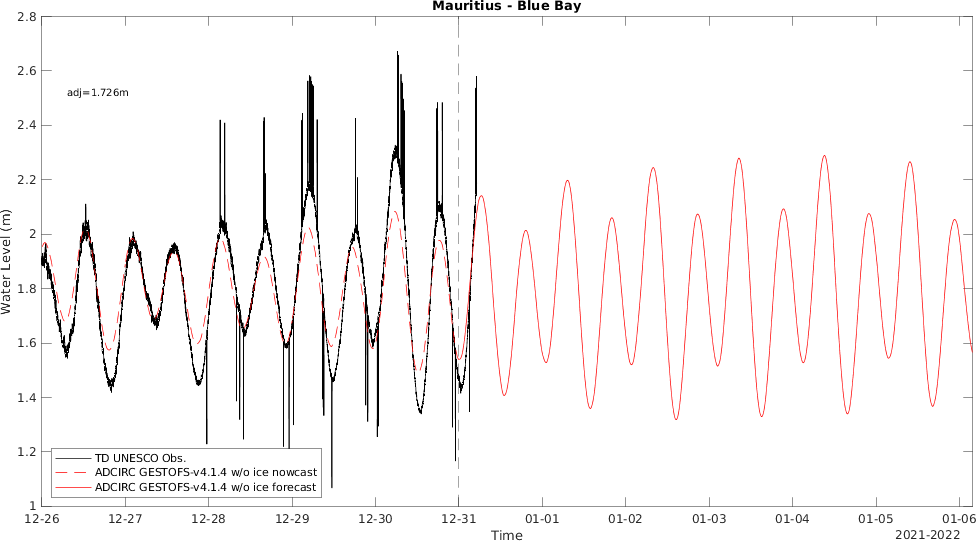 Mauritius - Blue Bay
2.8
2.6
2.4
2.2
2
1.8
1.6
1.4
1.2
1
Water Level (m)
adj=1.726m
TD UNESCO Obs.
ADCIRC GESTOFS-v4.1.4 w/o ice nowcast
ADCIRC GESTOFS-v4.1.4 w/o ice forecast
12-26 12-27 12-28 12-29 12-30 12-31 01-01 01-02 01-03 01-04 01-05 01-06
Time
2021-2022